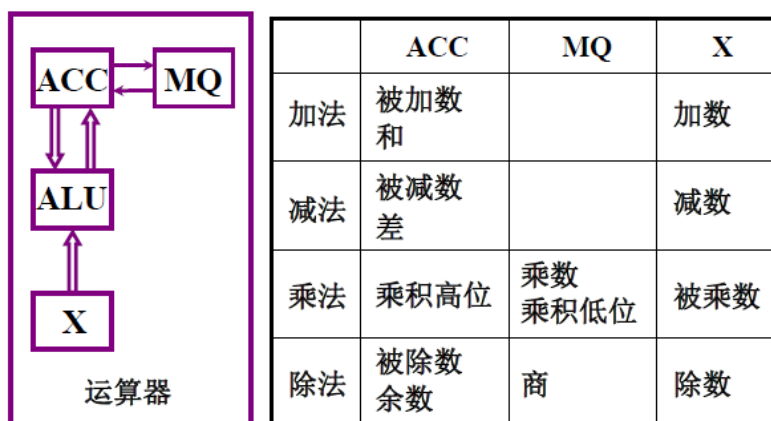 ACC
MQ
ALU
X
运算器
ACC MQ X
加法 被加数 加数
和
减法 被减数 减数
差
乘法 乘积高位 乘数 被乘数
乘积低位
除法 被除数 商 除数
余数